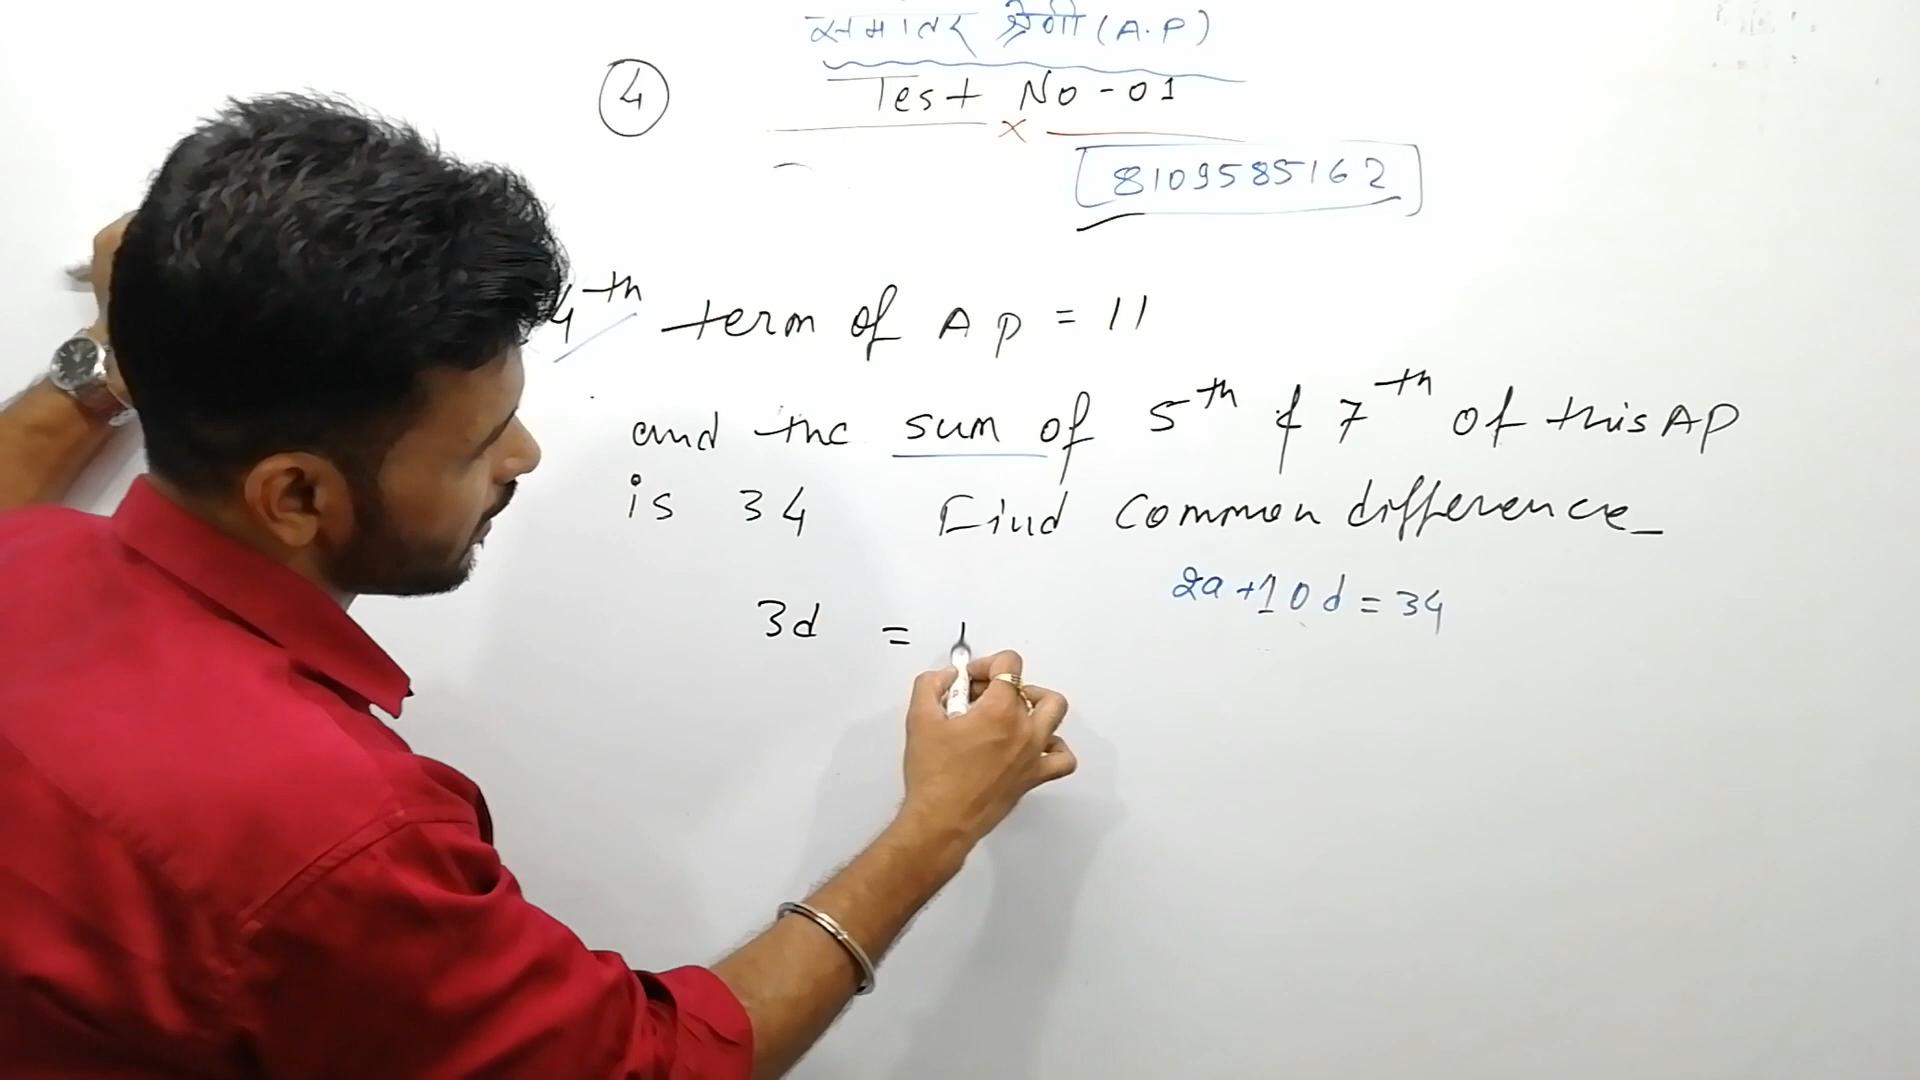 समांतर श्रेणी (A.P)
4
Test No-01
x
8109585162
4th term of AP = 11
and the sum of 5th & 7th of this AP
is 34 Find Common difference
2a+10d=34
3d = 1